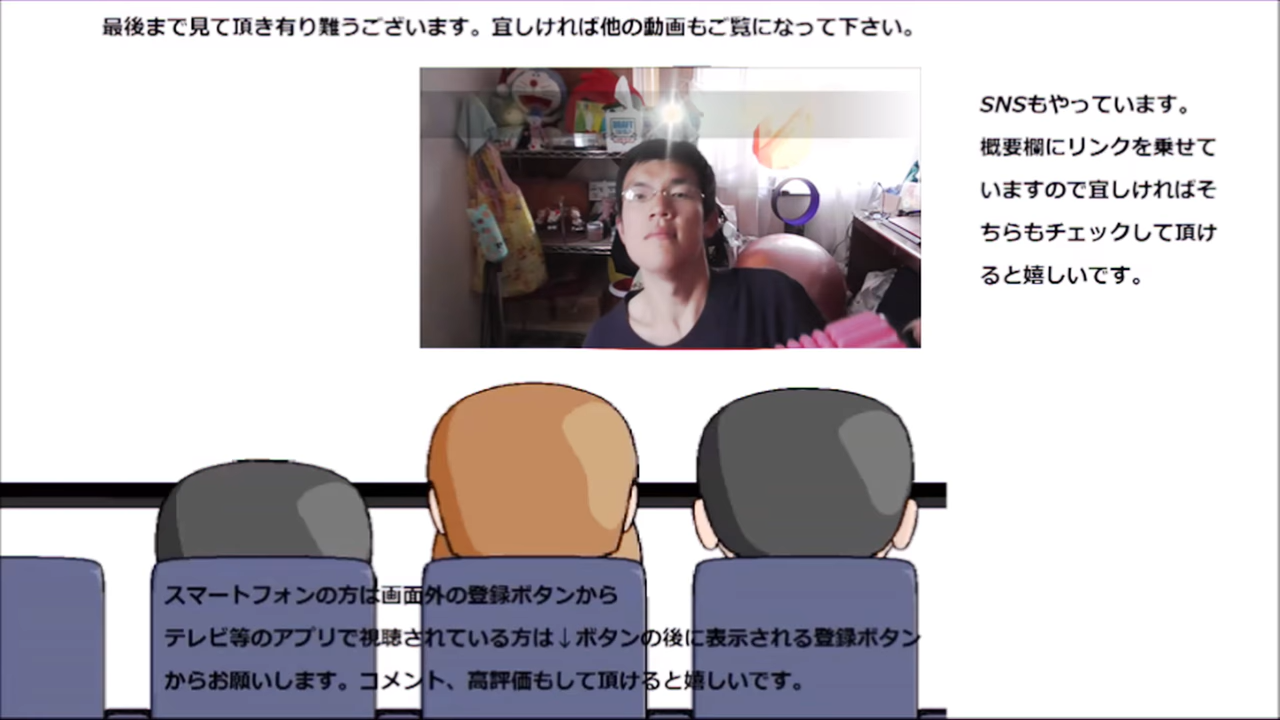 最後まで見て頂き有り難うございます。宜しければ他の動画もご覧になって下さい。
SNSもやっています。
概要欄にリンクを乗せて
いますので宜しければそ
ちらもチェックして頂け
ると嬉しいです。
スマートフォンの方は画面外の登録ボタンから
テレビ等のアプリで視聴されている方は↓ボタンの後に表示される登録ボタン
からお願いします。コメント、高評価もして頂けると嬉しいです。